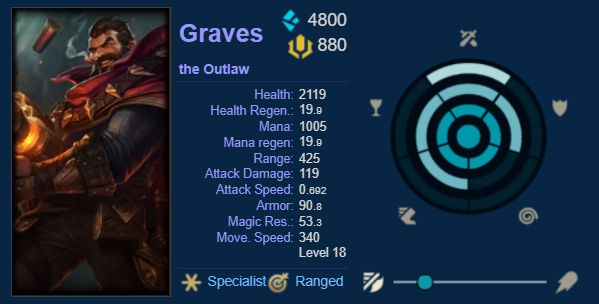 Graves
4800
880
the Outlaw
Health: 2119
Health Regen.: 19.9
Mana: 1005
Mana regen: 19.9
Range: 425
Attack Damage: 119
Attack Speed: 0.692
Armor: 90.8
Magic Res.: 53.3
Move. Speed: 340
Level 18
Specialist Ranged